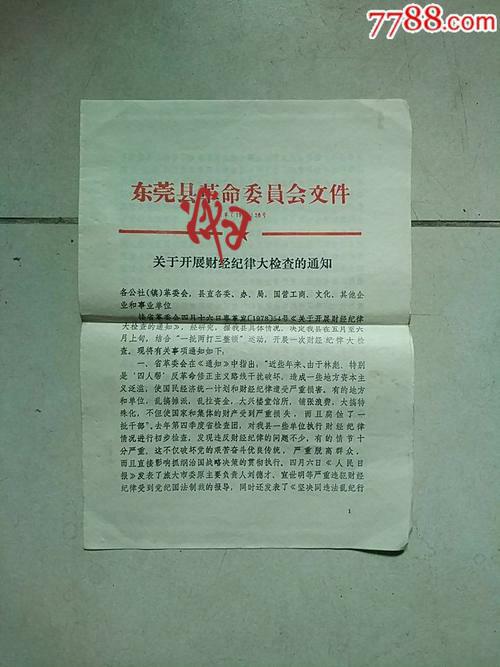 7788.com
在线
东莞县革命委员会文件
关于开展财经纪律大检查的通知
各公社(镇)革委会，县直各委、办、局，国营工商、文化、其他企
业和事业单位
接省革委会四月十六日粤革发(1978)54号《关于开展财经纪律
大检查的通知》，经研究，据我县具体情况，决定我县在五月至六
月上旬，结合“一批两打三整顿”运动，开展一次财经纪律大检
查。现将有关事项通知如下：
一、省革委会在《通知》中指出，“近些年来、由于林彪、特别
是‘四人帮’反革命修正主义路线干扰破坏，造成一些地方资本主
义泛滥，使国民经济统一计划和财经纪律遭受严重损害。有的地方
和单位，乱搞摊派，乱拉资金，大兴楼堂馆所，铺张浪费，大搞特
殊化，不但使国家和集体的财产受到严重损失，而且腐蚀了一
批干部”。去年第四季度省检查团，对我县一些单位执行财经纪律
情况进行初步检查，发现违反财经纪律的问题不少，有的情节十
分严重。这不仅破坏党的艰苦奋斗优良传统，严重脱离群众，
而且直接影响抓纲治国战略决策的贯彻执行。四月六日《人民日
报》发表了旅大市委原主要负责人刘德才、宜世明等严重违犯财经
纪律受到党纪国法制裁的报导，同时还发表了《坚决同违法乱纪行
1